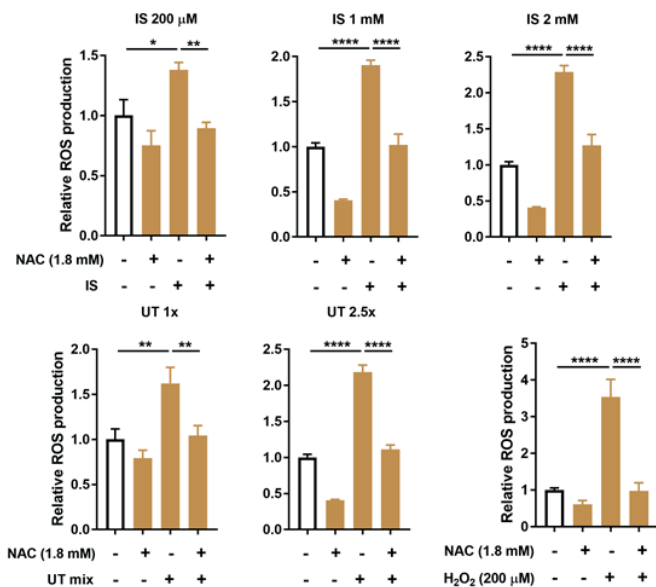 IS 200 μM
IS 1 mM
IS 2 mM
* **
**** ****
**** ****
Relative ROS production
1.5
1.0
0.5
0.0
2.0
1.5
1.0
0.5
0.0
2.5
2.0
1.5
1.0
0.5
0.0
NAC (1.8 mM) - + - + - + - + - + - +
IS - - + + - - + + - - + +
UT 1x
UT 2.5x
** **
**** ****
**** ****
Relative ROS production
2.0
1.5
1.0
0.5
0.0
2.5
2.0
1.5
1.0
0.5
0.0
Relative ROS production
5
4
3
2
1
0
NAC (1.8 mM) - + - + - + - +
NAC (1.8 mM) - + - +
UT mix - - + + - - + +
H₂O₂ (200 μM) - - + +